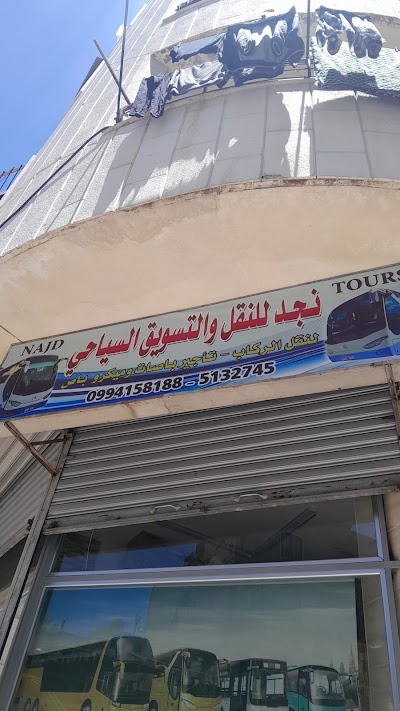 NAJD
TOURS
نجد للنقل والتسويق السياحي
لنقل الركاب - تأجير باصات وميكرو باص
0994158188 - 5132745